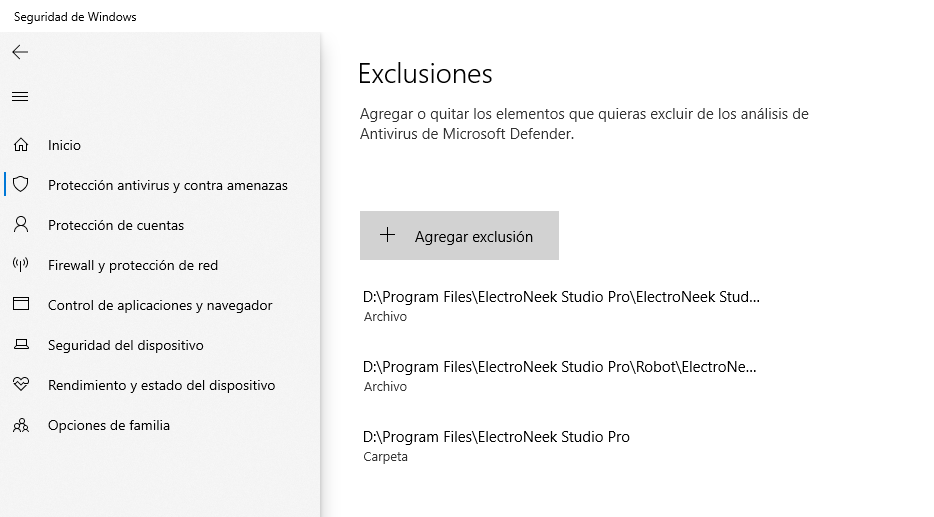 Seguridad de Windows
Inicio
Protección antivirus y contra amenazas
Protección de cuentas
Firewall y protección de red
Control de aplicaciones y navegador
Seguridad del dispositivo
Rendimiento y estado del dispositivo
Opciones de familia
Exclusiones
Agregar o quitar los elementos que quieras excluir de los análisis de
Antivirus de Microsoft Defender.
Agregar exclusión
D:\Program Files\ElectroNeek Studio Pro\ElectroNeek Stud...
Archivo
D:\Program Files\ElectroNeek Studio Pro\Robot\ElectroNe...
Archivo
D:\Program Files\ElectroNeek Studio Pro
Carpeta